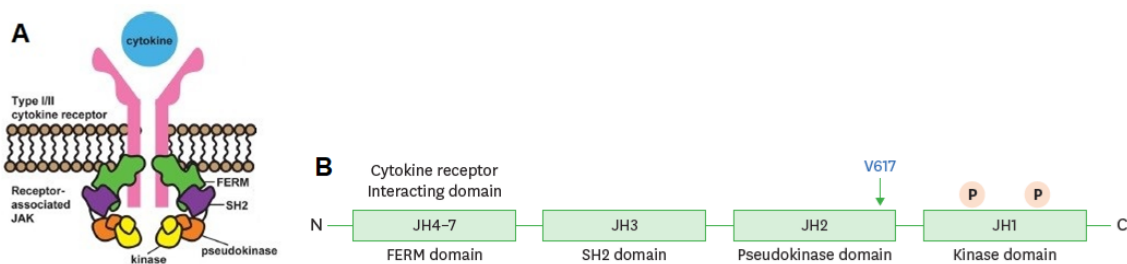 A
cytokine
Type I/II
cytokine receptor
FERM
Receptor-
associated
JAK
SH2
pseudokinase
kinase
B
Cytokine receptor
Interacting domain
V617
P
P
N
JH4-7
JH3
JH2
JH1
C
FERM domain
SH2 domain
Pseudokinase domain
Kinase domain